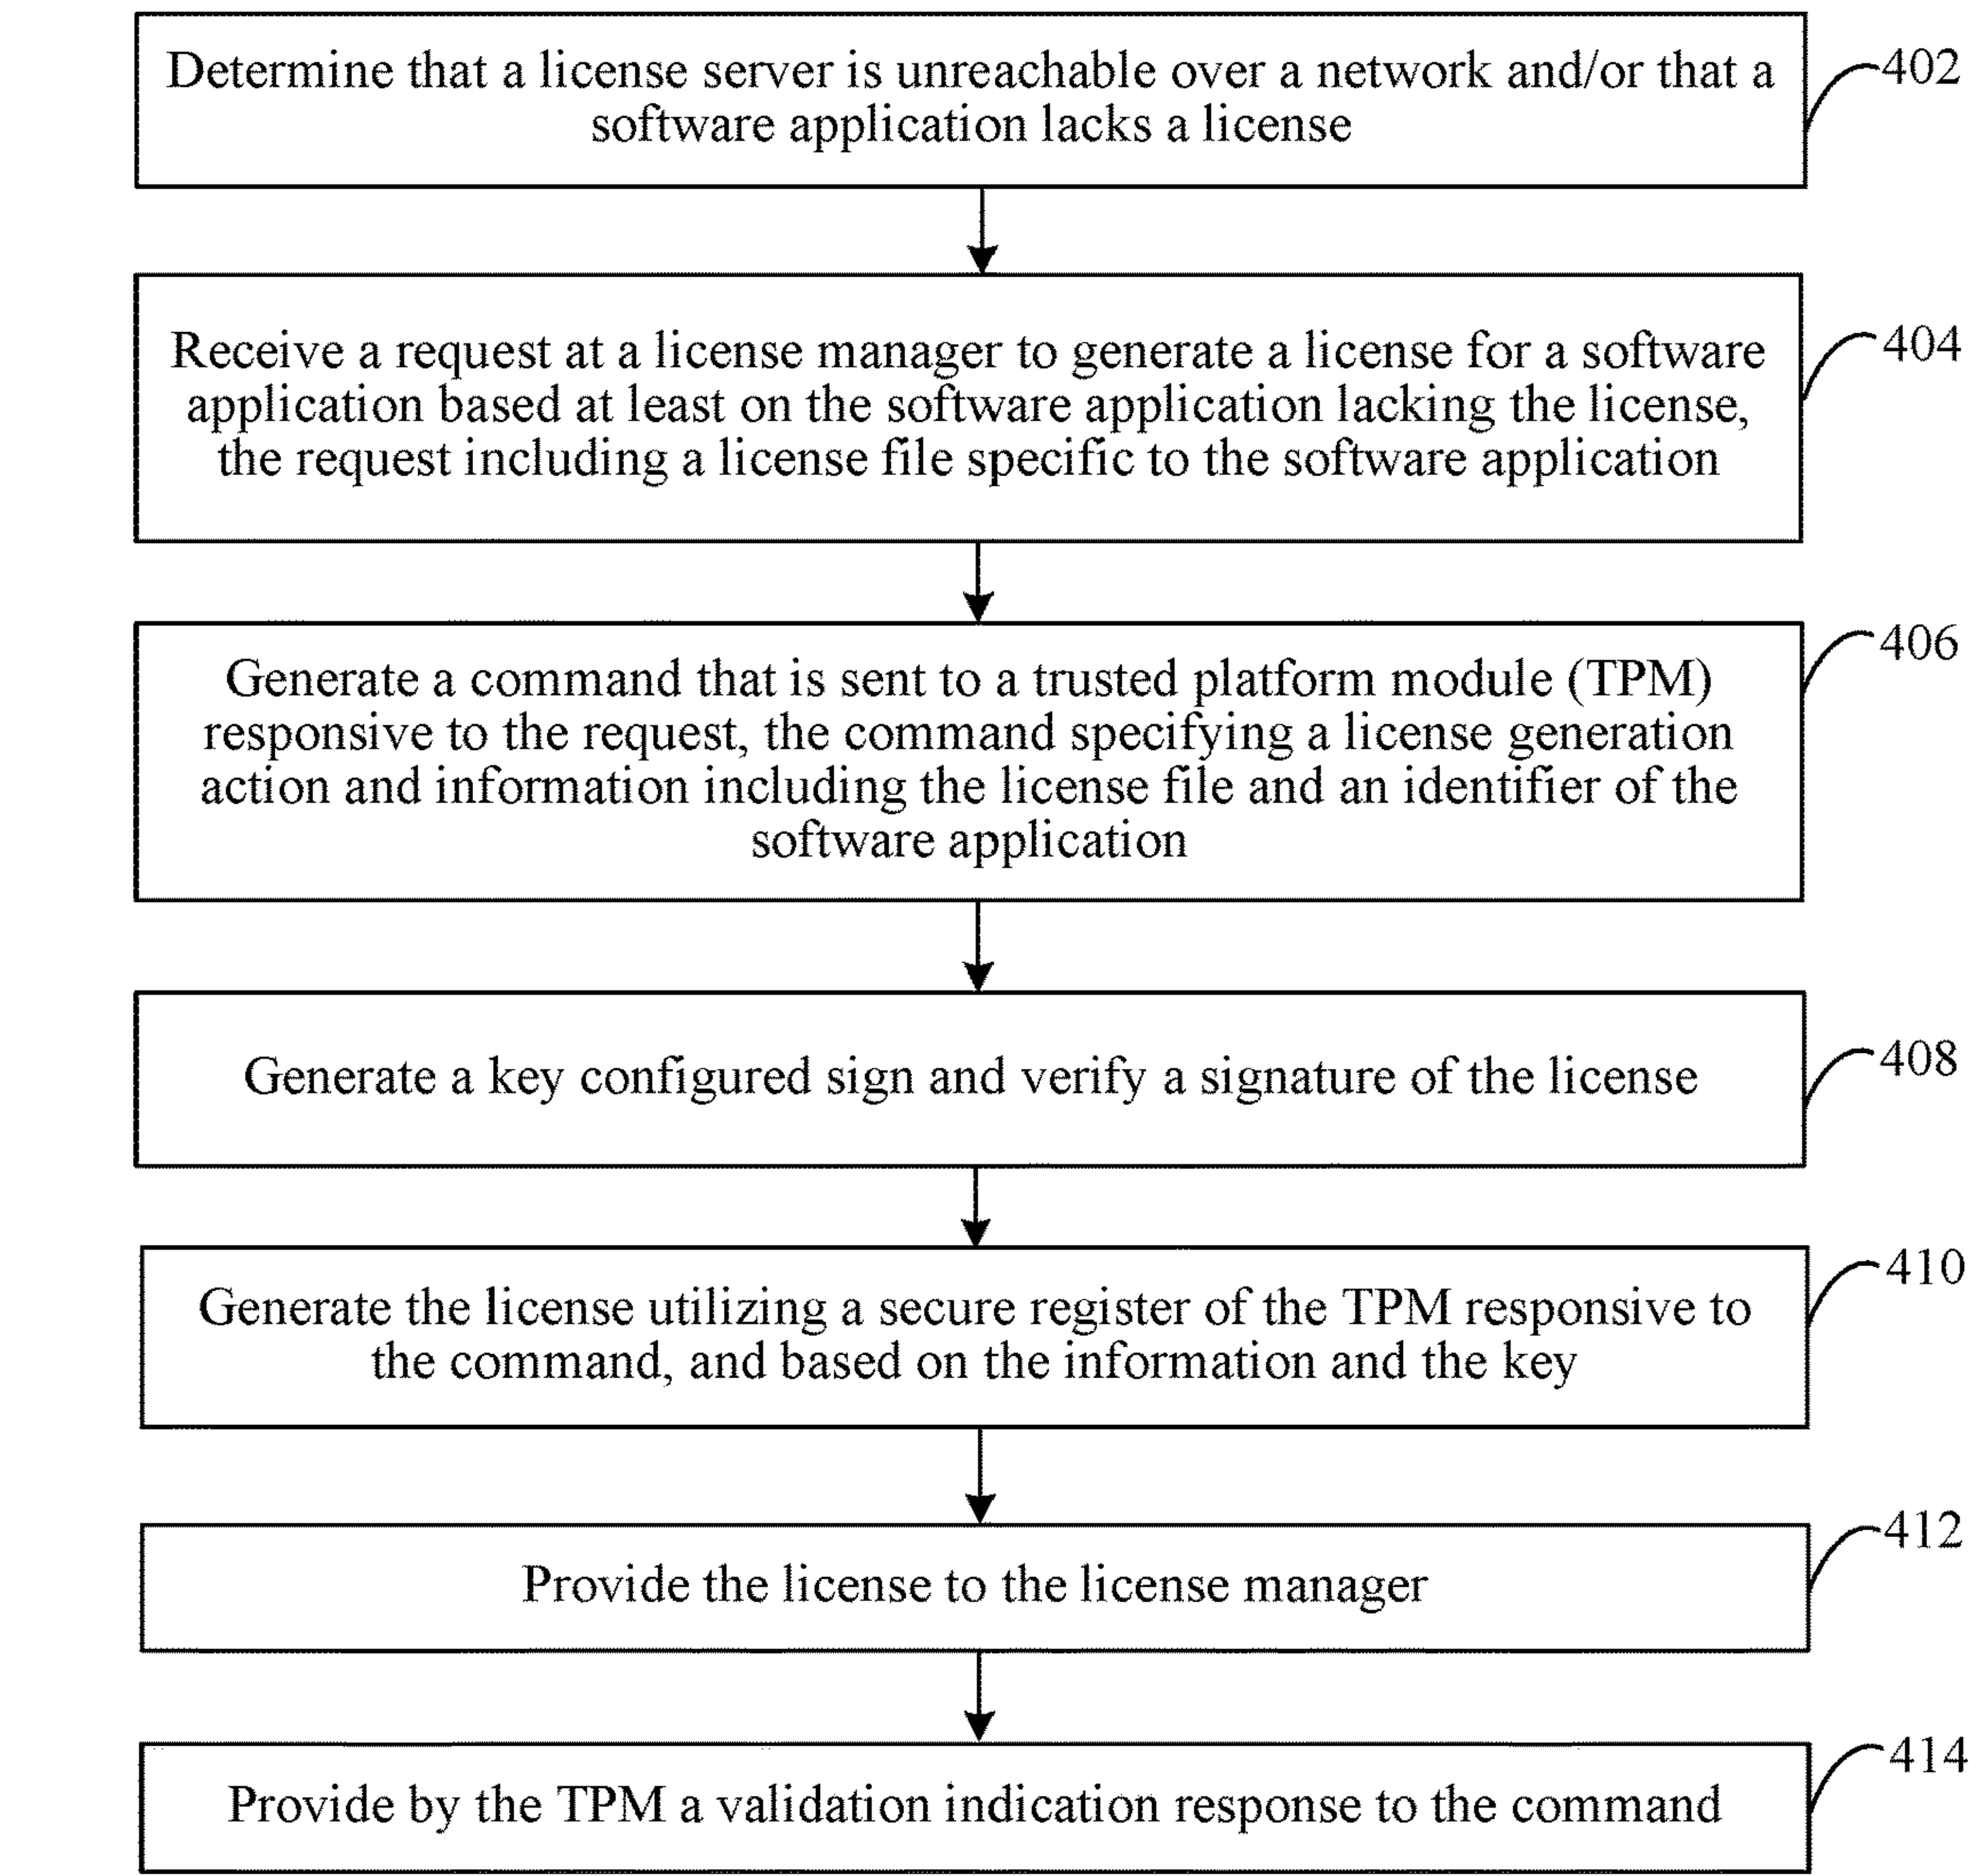 Determine that a license server is unreachable over a network and/or that a
software application lacks a license
402
Receive a request at a license manager to generate a license for a software
application based at least on the software application lacking the license,
the request including a license file specific to the software application
404
Generate a command that is sent to a trusted platform module (TPM)
responsive to the request, the command specifying a license generation
action and information including the license file and an identifier of the
software application
406
Generate a key configured sign and verify a signature of the license
408
Generate the license utilizing a secure register of the TPM responsive to
the command, and based on the information and the key
410
Provide the license to the license manager
412
Provide by the TPM a validation indication response to the command
414